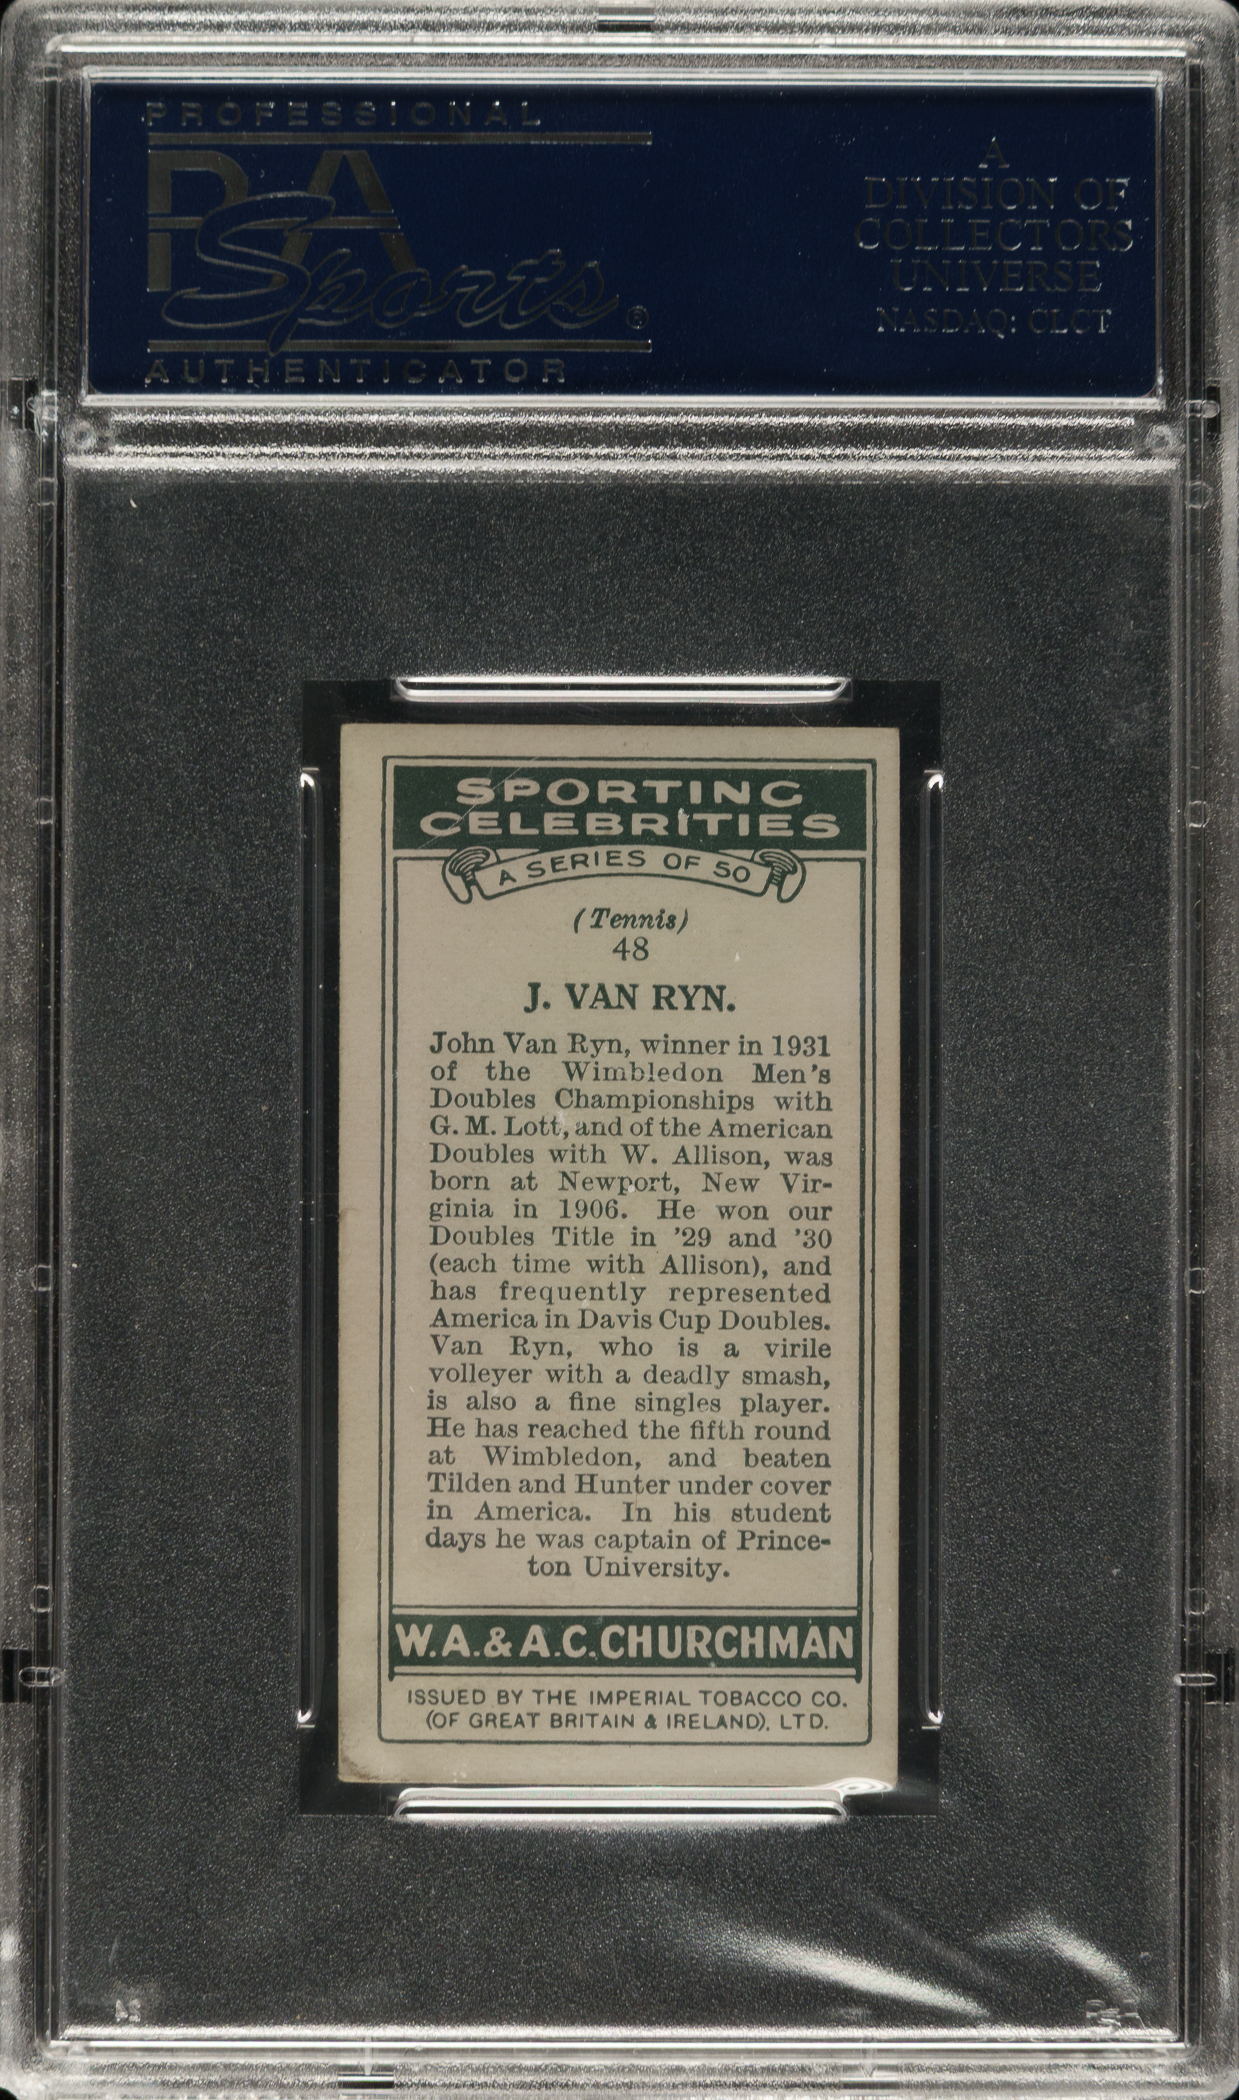 PROFESSIONAL
PSA
Sports®
AUTHENTICATOR
A
DIVISION OF
COLLECTORS
UNIVERSE
NASDAQ: CLCT
SPORTING
CELEBRITIES
A SERIES OF 50
(Tennis)
48
J. VAN RYN.
John Van Ryn, winner in 1931
of the Wimbledon Men's
Doubles Championships with
G. M. Lott, and of the American
Doubles with W. Allison, was
born at Newport, New Vir-
ginia in 1906. He won our
Doubles Title in '29 and '30
(each time with Allison), and
has frequently represented
America in Davis Cup Doubles.
Van Ryn, who is a virile
volleyer with a deadly smash,
is also a fine singles player.
He has reached the fifth round
at Wimbledon, and beaten
Tilden and Hunter under cover
in America. In his student
days he was captain of Prince-
ton University.
W.A. & A.C. CHURCHMAN
ISSUED BY THE IMPERIAL TOBACCO CO.
(OF GREAT BRITAIN & IRELAND), LTD.
PSA